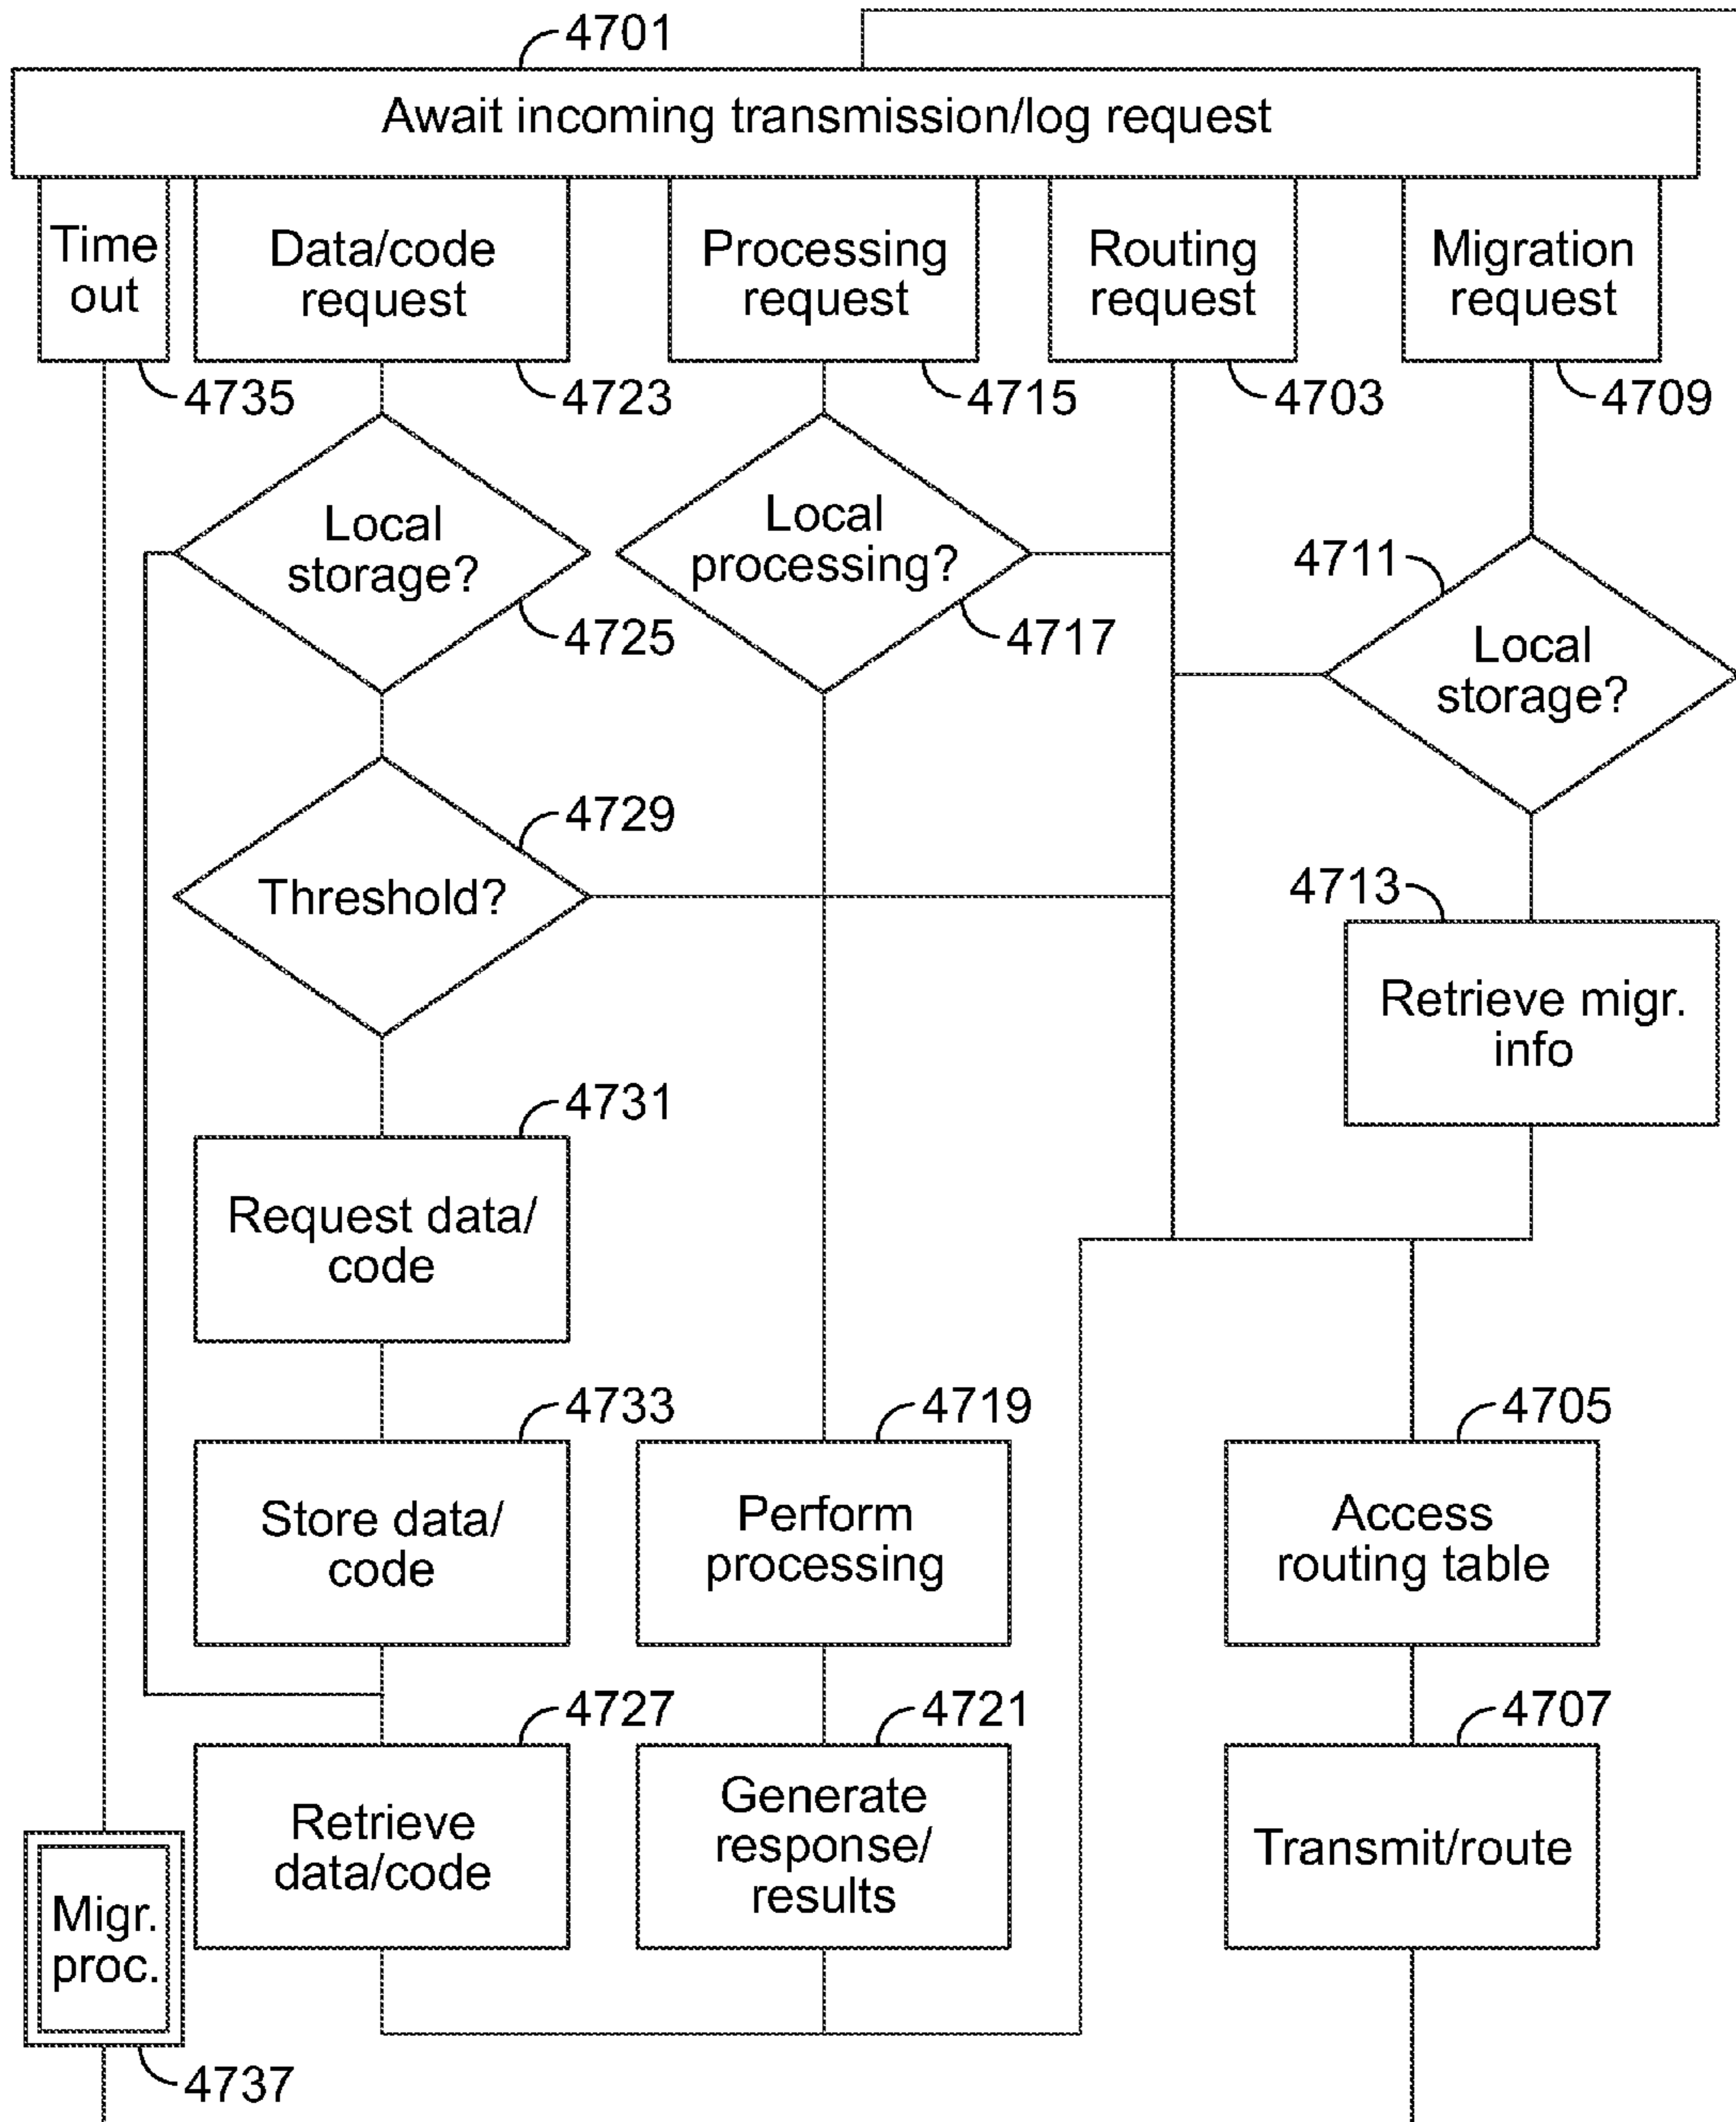 4701
Await incoming transmission/log request
Time
out
Data/code
request
Processing
request
Routing
request
Migration
request
4735
4723
4715
4703
4709
Local
storage?
4725
Local
processing?
4717
4711
Local
storage?
4729
Threshold?
4713
Retrieve migr.
info
4731
Request data/
code
4733
Store data/
code
4719
Perform
processing
4705
Access
routing table
4727
Retrieve
data/code
4721
Generate
response/
results
4707
Transmit/route
Migr.
proc.
4737